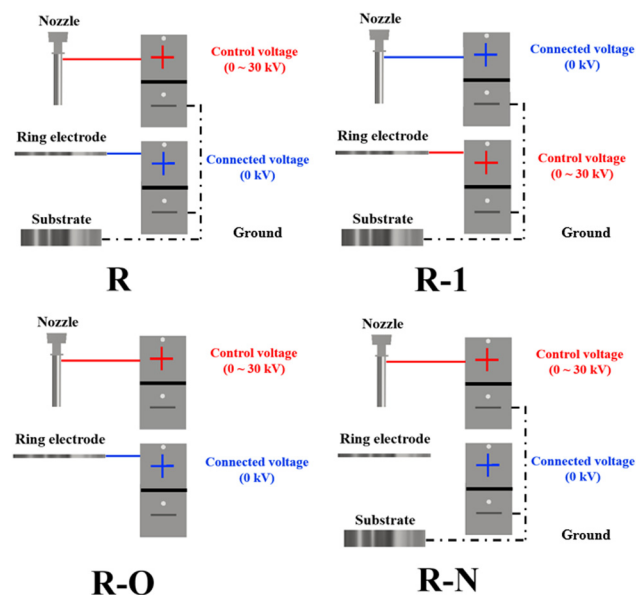 Nozzle
Control voltage
(0 ~ 30 kV)
Ring electrode
Connected voltage
(0 kV)
Substrate
Ground
R
Nozzle
Connected voltage
(0 kV)
Ring electrode
Control voltage
(0 ~ 30 kV)
Substrate
Ground
R-1
Nozzle
Control voltage
(0 ~ 30 kV)
Ring electrode
Connected voltage
(0 kV)
R-O
Nozzle
Control voltage
(0 ~ 30 kV)
Ring electrode
Connected voltage
(0 kV)
Substrate
Ground
R-N